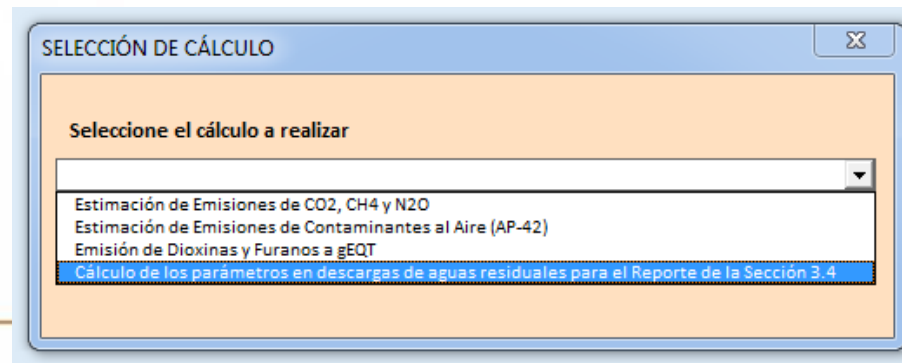 SELECCIÓN DE CÁLCULO
Seleccione el cálculo a realizar
Estimación de Emisiones de CO2, CH4 y N2O
Estimación de Emisiones de Contaminantes al Aire (AP-42)
Emisión de Dioxinas y Furanos a gEQT
Cálculo de los parámetros en descargas de aguas residuales para el Reporte de la Sección 3.4